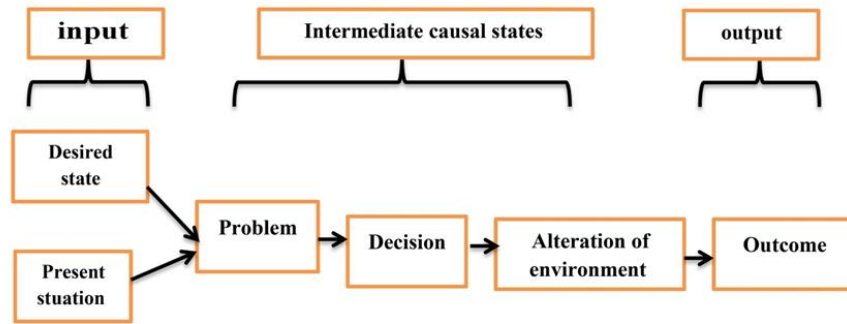 input
Intermediate causal states
output
Desired
state
Problem
Decision
Alteration of
environment
Outcome
Present
stuation